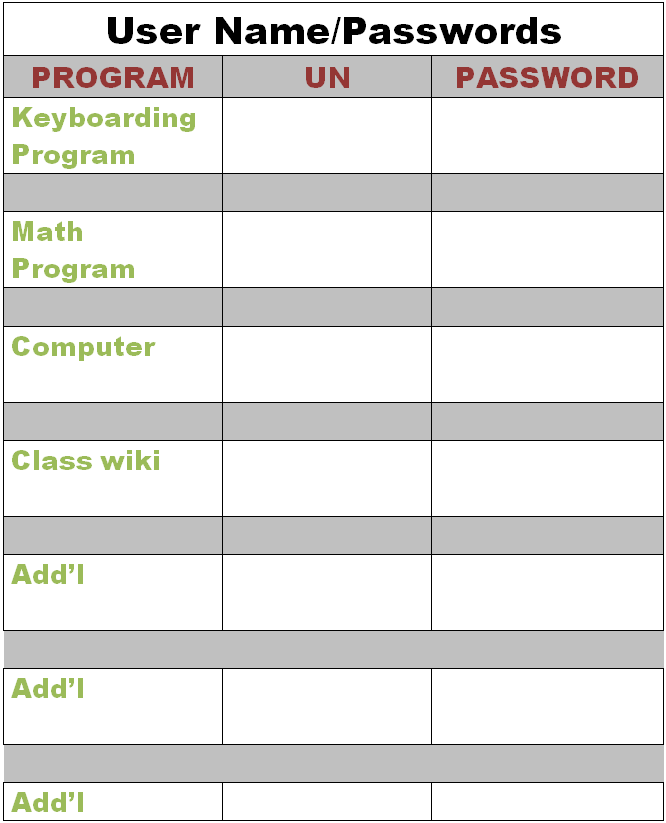 User Name/Passwords
PROGRAM UN PASSWORD
Keyboarding
Program
Math
Program
Computer
Class wiki
Add’l
Add’l
Add’l